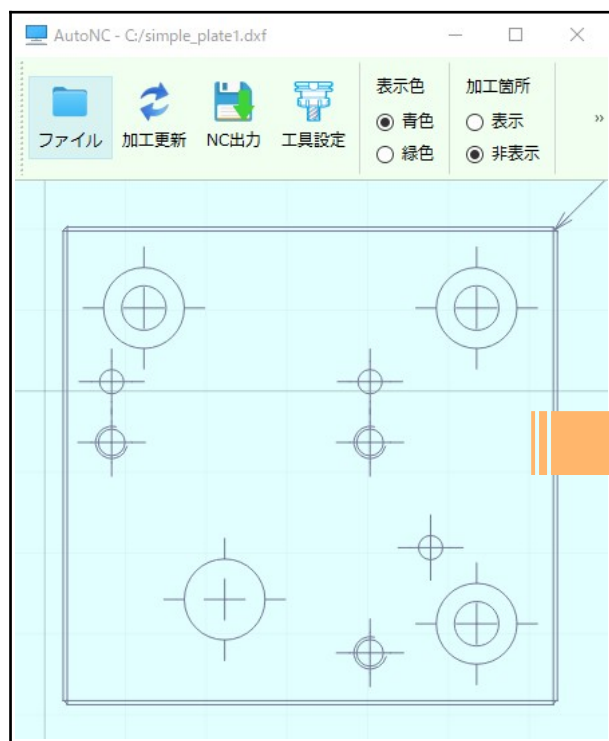 AutoNC - C:/simple_plate1.dxf
ファイル
加工更新
NC出力
工具設定
表示色
青色
緑色
加工箇所
表示
非表示